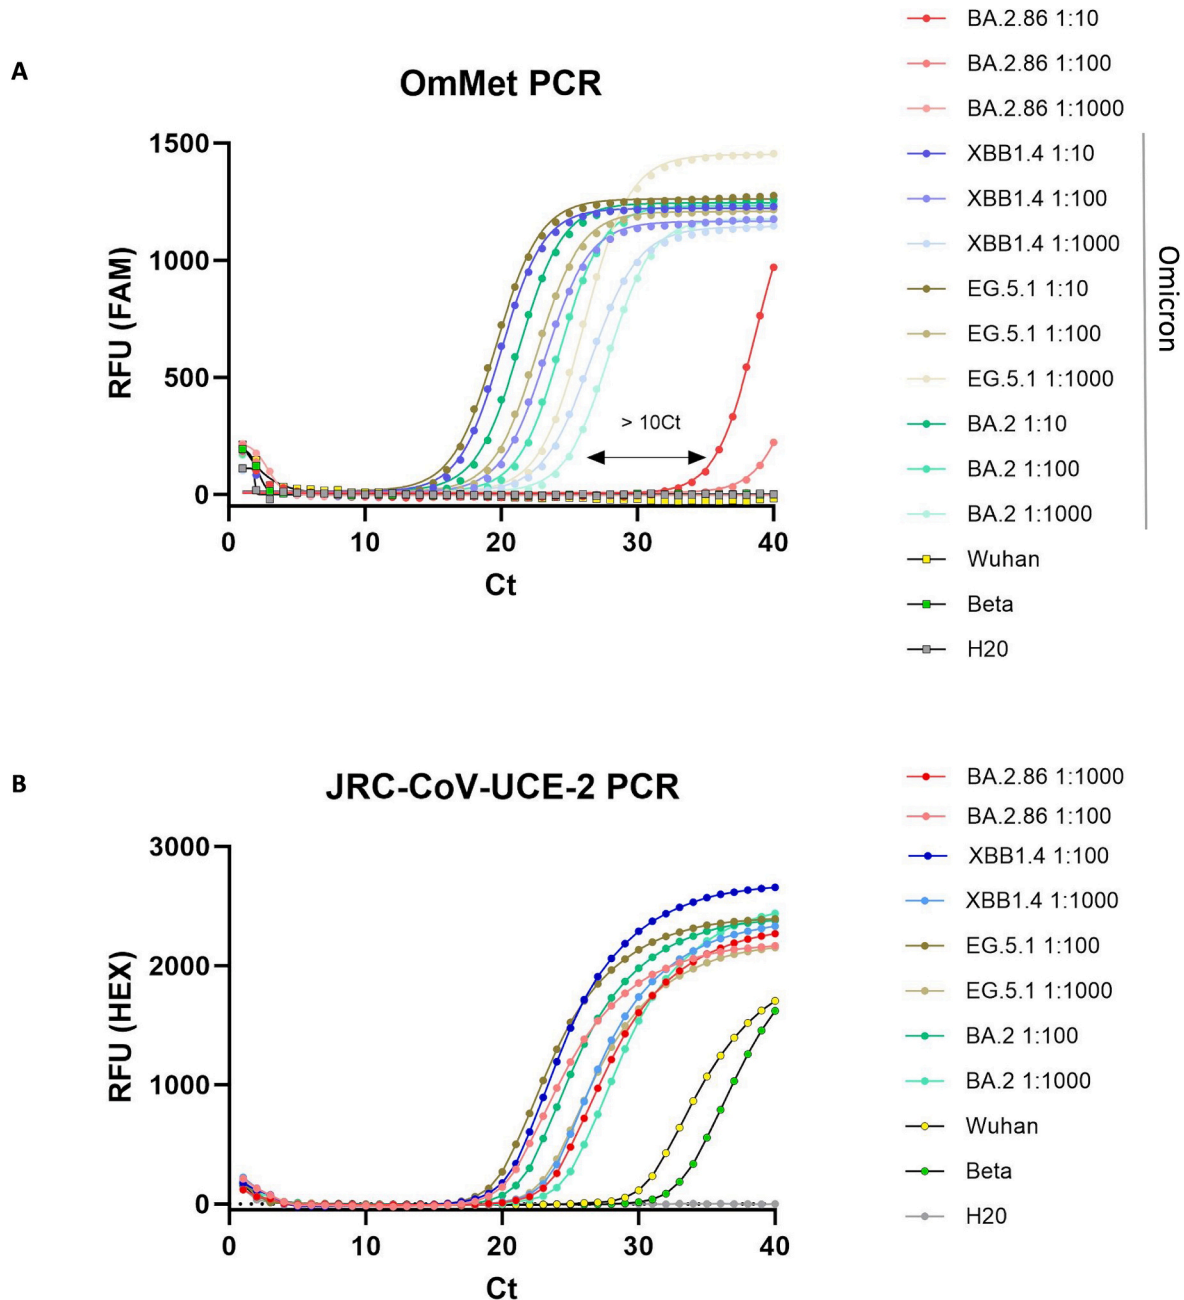 A
OmMet PCR
RFU (FAM)
1500
1000
500
0
> 10Ct
0 10 20 30 40
Ct
BA.2.86 1:10
BA.2.86 1:100
BA.2.86 1:1000
XBB1.4 1:10
XBB1.4 1:100
XBB1.4 1:1000
EG.5.1 1:10
EG.5.1 1:100
EG.5.1 1:1000
BA.2 1:10
BA.2 1:100
BA.2 1:1000
Wuhan
Beta
H20
Omicron
B
JRC-CoV-UCE-2 PCR
RFU (HEX)
3000
2000
1000
0
0 10 20 30 40
Ct
BA.2.86 1:1000
BA.2.86 1:100
XBB1.4 1:100
XBB1.4 1:1000
EG.5.1 1:100
EG.5.1 1:1000
BA.2 1:100
BA.2 1:1000
Wuhan
Beta
H20